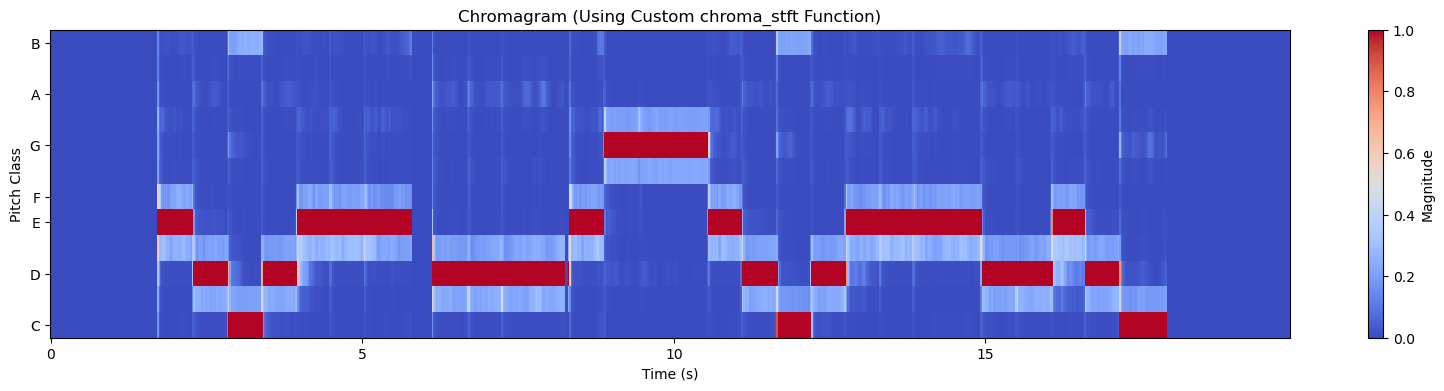 Chromagram (Using Custom chroma_stft Function)
B
A
G
F
E
D
C
Pitch Class
0
5
10
15
Time (s)
1.0
0.8
0.6
0.4
0.2
0.0
Magnitude